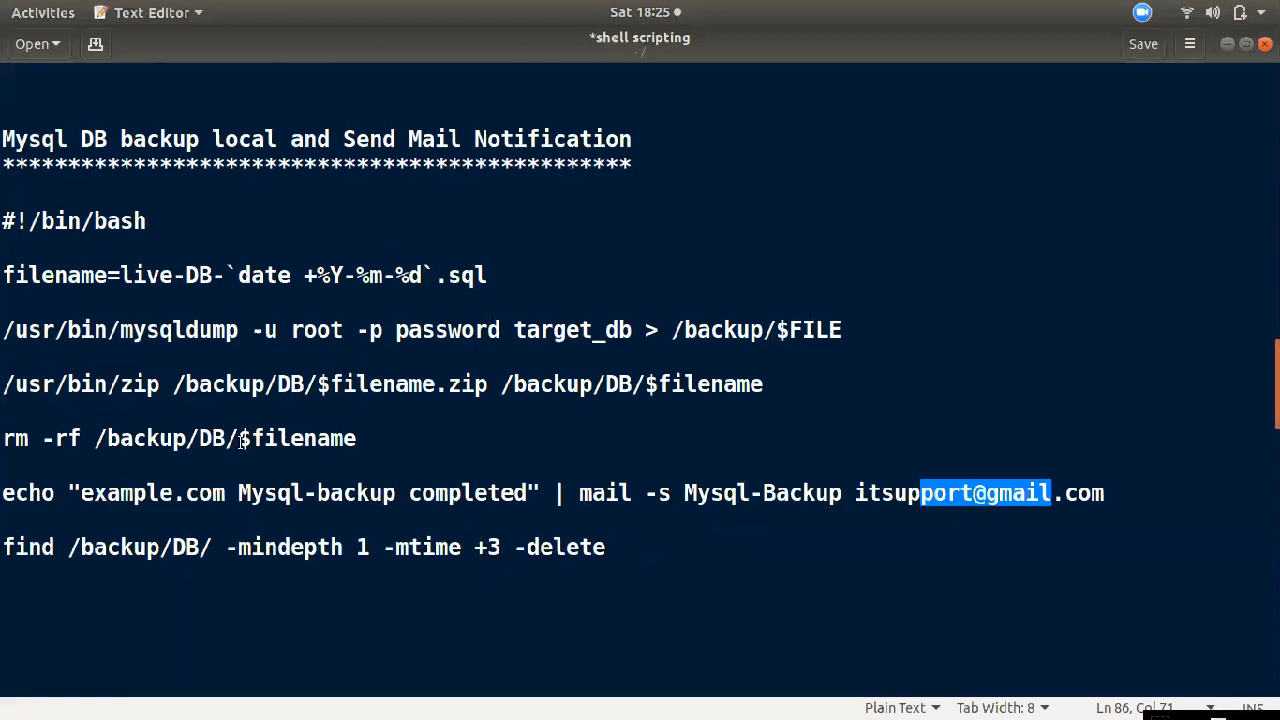 Activities Text Editor Sat 18:25
Open *shell scripting Save
~/
Mysql DB backup local and Send Mail Notification
************************************************
#!/bin/bash
filename=live-DB-`date +%Y-%m-%d`.sql
/usr/bin/mysqldump -u root -p password target_db > /backup/$FILE
/usr/bin/zip /backup/DB/$filename.zip /backup/DB/$filename
rm -rf /backup/DB/$filename
echo "example.com Mysql-backup completed" | mail -s Mysql-Backup itsupport@gmail.com
find /backup/DB/ -mindepth 1 -mtime +3 -delete
Plain Text Tab Width: 8 Ln 86, Col 71 INS